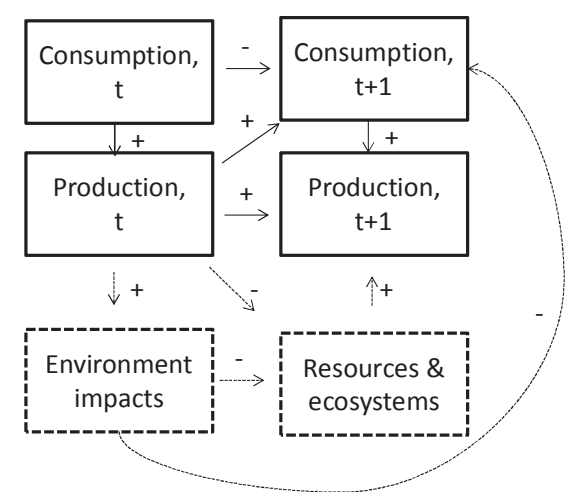 Consumption,
t
-
Consumption,
t+1
+
+
+
Production,
t
+
Production,
t+1
+
-
+
-
Environment
impacts
-
Resources &
ecosystems